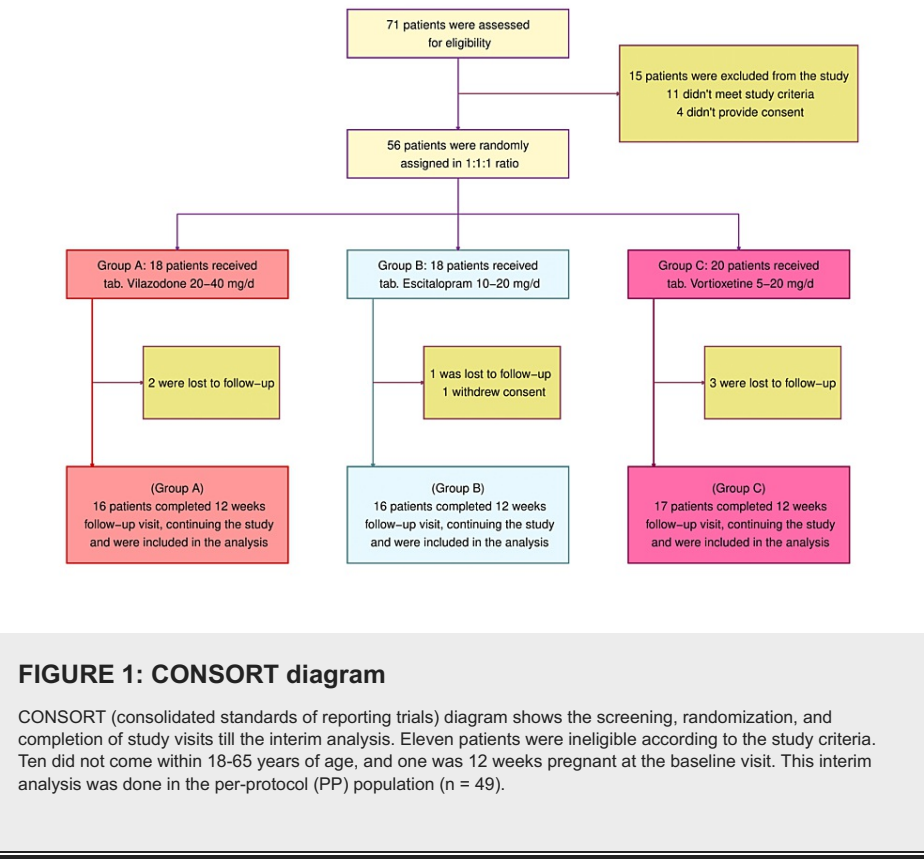 71 patients were assessed
for eligibility
15 patients were excluded from the study
11 didn't meet study criteria
4 didn't provide consent
56 patients were randomly
assigned in 1:1:1 ratio
Group A: 18 patients received
tab. Vilazodone 20–40 mg/d
Group B: 18 patients received
tab. Escitalopram 10–20 mg/d
Group C: 20 patients received
tab. Vortioxetine 5–20 mg/d
2 were lost to follow–up
1 was lost to follow–up
1 withdrew consent
3 were lost to follow–up
(Group A)
16 patients completed 12 weeks
follow–up visit, continuing the study
and were included in the analysis
(Group B)
16 patients completed 12 weeks
follow–up visit, continuing the study
and were included in the analysis
(Group C)
17 patients completed 12 weeks
follow–up visit, continuing the study
and were included in the analysis
FIGURE 1: CONSORT diagram
CONSORT (consolidated standards of reporting trials) diagram shows the screening, randomization, and
completion of study visits till the interim analysis. Eleven patients were ineligible according to the study criteria.
Ten did not come within 18-65 years of age, and one was 12 weeks pregnant at the baseline visit. This interim
analysis was done in the per-protocol (PP) population (n = 49).